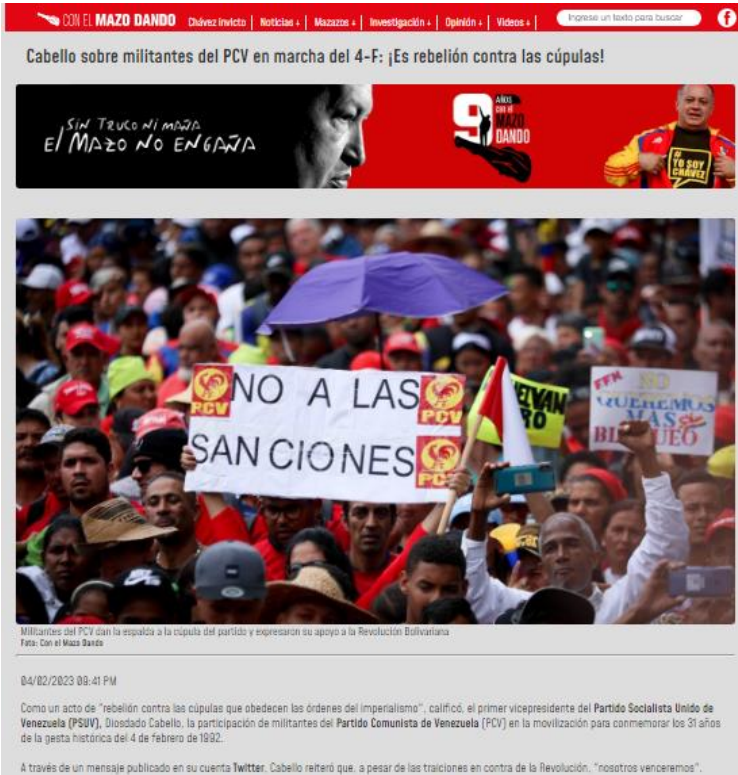 CON EL MAZO DANDO Chávez invicto | Noticias ↓ | Mazazos ↓ | Investigación ↓ | Opinión ↓ | Videos ↓ | Ingrese un texto para buscar f
Cabello sobre militantes del PCV en marcha del 4-F: ¡Es rebelión contra las cúpulas!
SIN TRUCO NI MAÑA
El MAZO NO ENGAÑA
9 AÑOS
CON EL
MAZO
DANDO
#
YO SOY
CHÁVEZ
NO A LAS
SANCIONES
PCV
PCV
PCV
NO
QUEREMOS
MAS
BLOQUEO
Militantes del PCV dan la espalda a la cúpula del partido y expresaron su apoyo a la Revolución Bolivariana
Foto: Con el Mazo Dando
04/02/2023 09:41 PM
Como un acto de "rebelión contra las cúpulas que obedecen las órdenes del imperialismo", calificó, el primer vicepresidente del Partido Socialista Unido de
Venezuela (PSUV), Diosdado Cabello, la participación de militantes del Partido Comunista de Venezuela (PCV) en la movilización para conmemorar los 31 años
de la gesta histórica del 4 de febrero de 1992.
A través de un mensaje publicado en su cuenta Twitter, Cabello reiteró que, a pesar de las traiciones en contra de la Revolución, "nosotros venceremos".